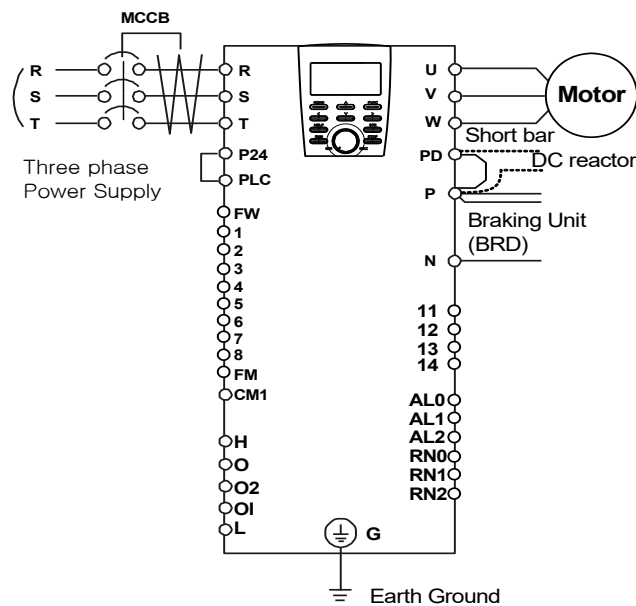 MCCB
R
S
T
Three phase
Power Supply
R
S
T
P24
PLC
FW
1
2
3
4
5
6
7
8
FM
CM1
H
O
O2
OI
L
U
V
W
Motor
Short bar
PD
DC reactor
P
Braking Unit
(BRD)
N
11
12
13
14
AL0
AL1
AL2
RN0
RN1
RN2
G
Earth Ground